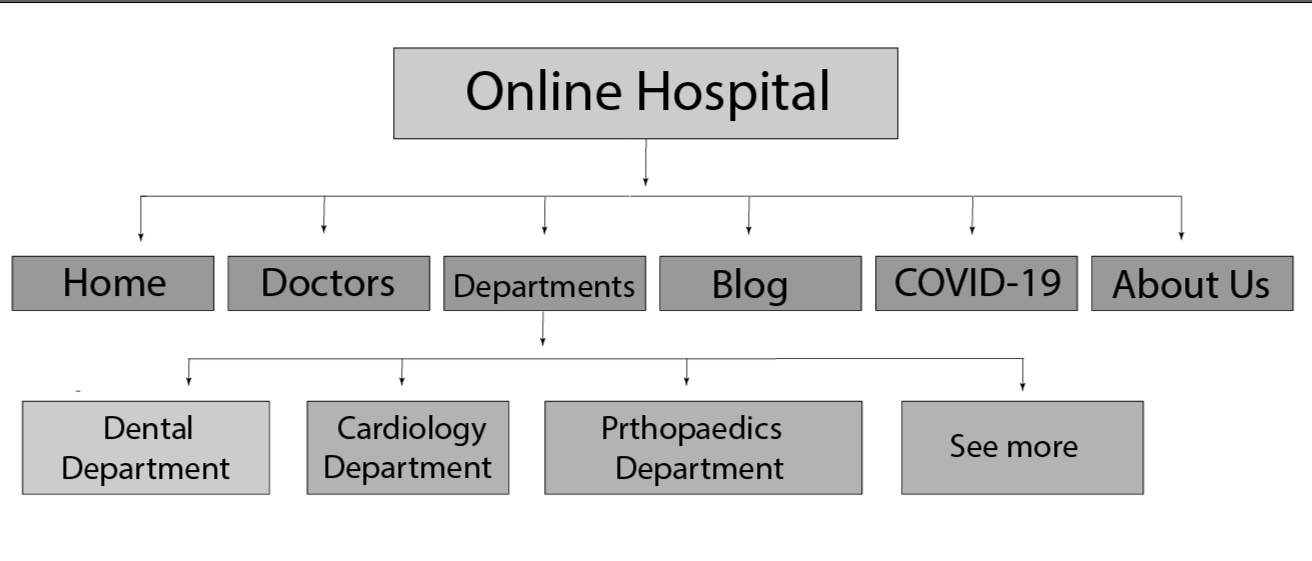 Online Hospital
Home
Doctors
Departments
Blog
COVID-19
About Us
Dental
Department
Cardiology
Department
Prthopaedics
Department
See more